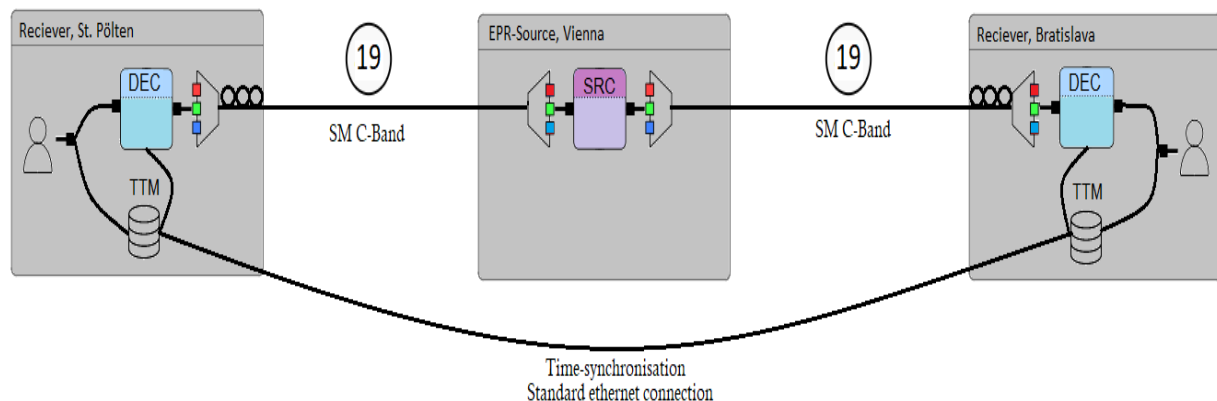 Reciever, St. Pölten
EPR-Source, Vienna
Reciever, Bratislava
19
19
DEC
SRC
DEC
SM C-Band
SM C-Band
TTM
TTM
Time-synchronisation
Standard ethernet connection